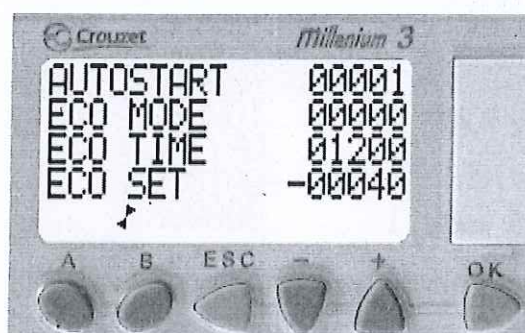 Crouzet Millenium 3
AUTOSTART 00001
ECO MODE 00000
ECO TIME 01200
ECO SET -00040
A B ESC - + OK